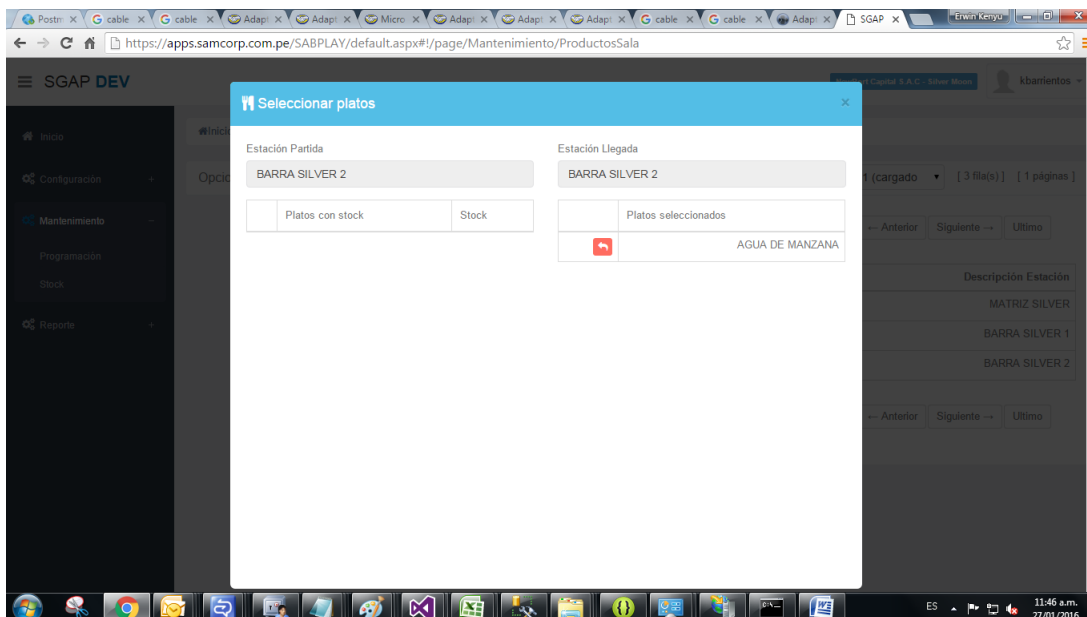 Postm
G cable
G cable
Adapt
Adapt
Micro
Adapt
Adapt
Adapt
G cable
G cable
Adapt
SGAP
Erwin Kenyu
https://apps.samcorp.com.pe/SABPLAY/default.aspx#!/page/Mantenimiento/ProductosSala
SGAP DEV
Capital S.A.C - Silver Moon
kbarrientos
Seleccionar platos
Inicio
Inicio
Configuración
Opcio
Mantenimiento
Programación
Stock
Reporte
Estación Partida
Estación Llegada
BARRA SILVER 2
BARRA SILVER 2
Platos con stock
Stock
Platos seleccionados
AGUA DE MANZANA
1 (cargado
[ 3 fila(s) ]
[ 1 páginas ]
← Anterior
Siguiente →
Ultimo
Descripción Estación
MATRIZ SILVER
BARRA SILVER 1
BARRA SILVER 2
← Anterior
Siguiente →
Ultimo
ES
11:46 a.m.
27/01/2016